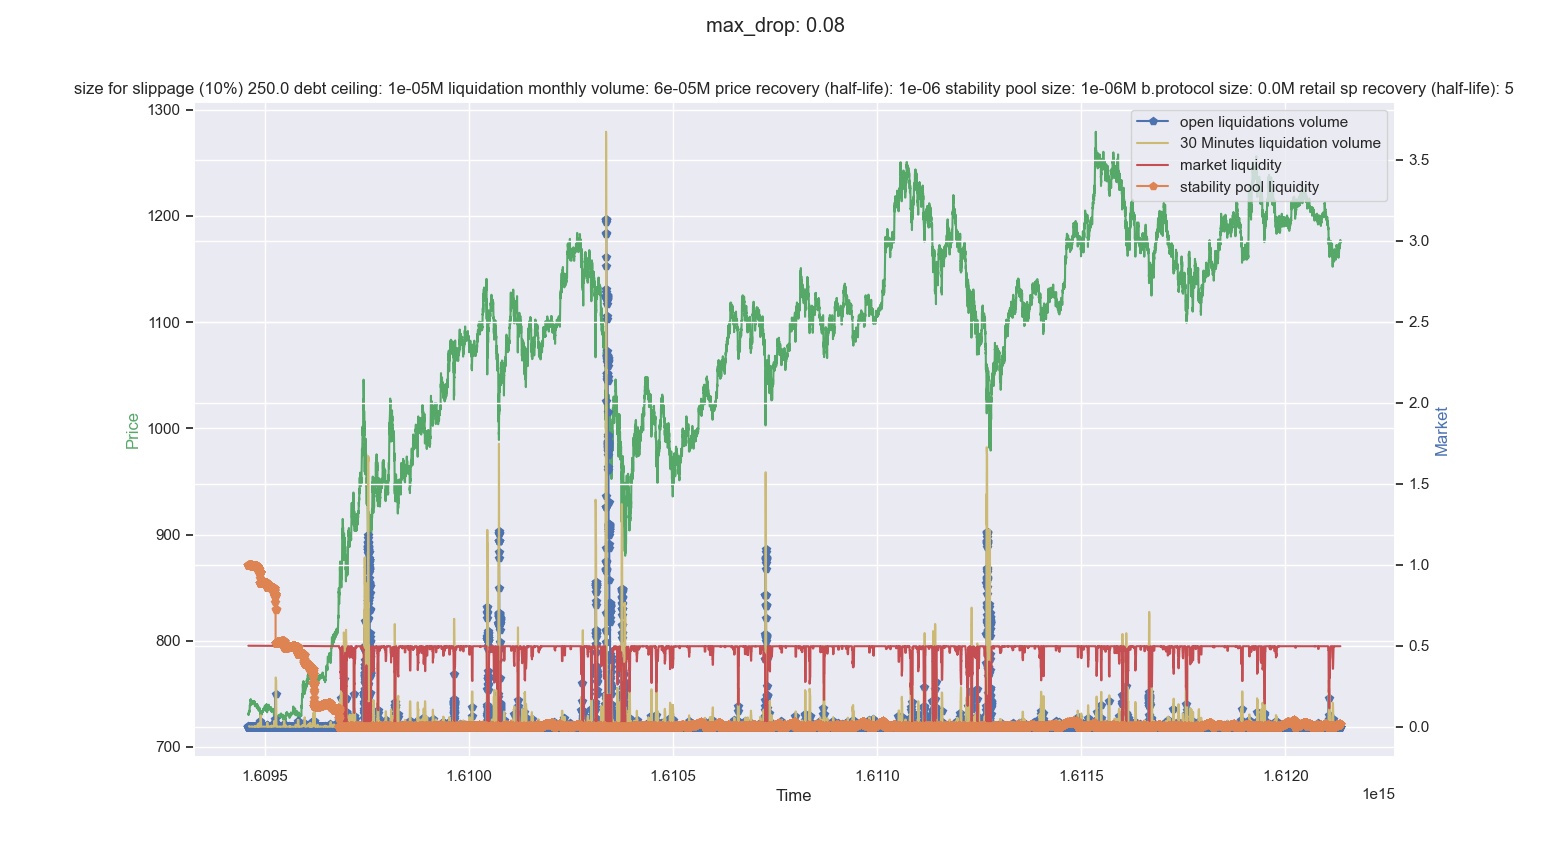 max_drop: 0.08
size for slippage (10%) 250.0 debt ceiling: 1e-05M liquidation monthly volume: 6e-05M price recovery (half-life): 1e-06 stability pool size: 1e-06M b.protocol size: 0.0M retail sp recovery (half-life): 5
open liquidations volume
30 Minutes liquidation volume
market liquidity
stability pool liquidity
1300
1200
1100
1000
900
800
700
Price
3.5
3.0
2.5
2.0
1.5
1.0
0.5
0.0
Market
1.6095 1.6100 1.6105 1.6110 1.6115 1.6120
Time
1e15